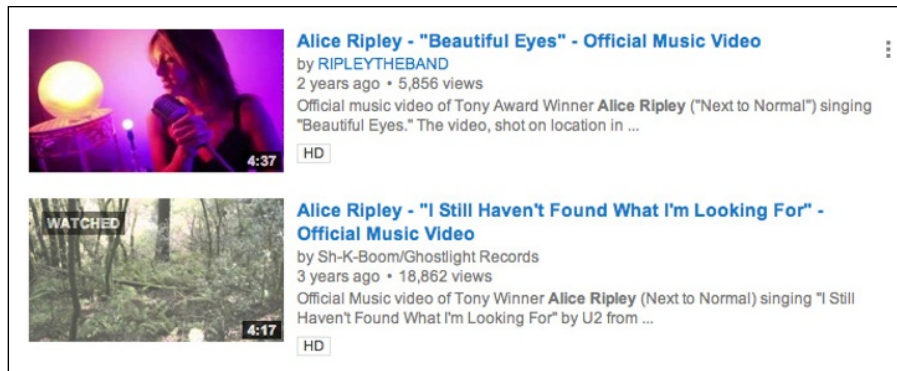 Alice Ripley - "Beautiful Eyes" - Official Music Video
by RIPLEYTHEBAND
2 years ago • 5,856 views
Official music video of Tony Award Winner Alice Ripley ("Next to Normal") singing
"Beautiful Eyes." The video, shot on location in ...
4:37
HD
WATCHED
Alice Ripley - "I Still Haven't Found What I'm Looking For" -
Official Music Video
by Sh-K-Boom/Ghostlight Records
3 years ago • 18,862 views
Official Music video of Tony Winner Alice Ripley (Next to Normal) singing "I Still
Haven't Found What I'm Looking For" by U2 from ...
4:17
HD